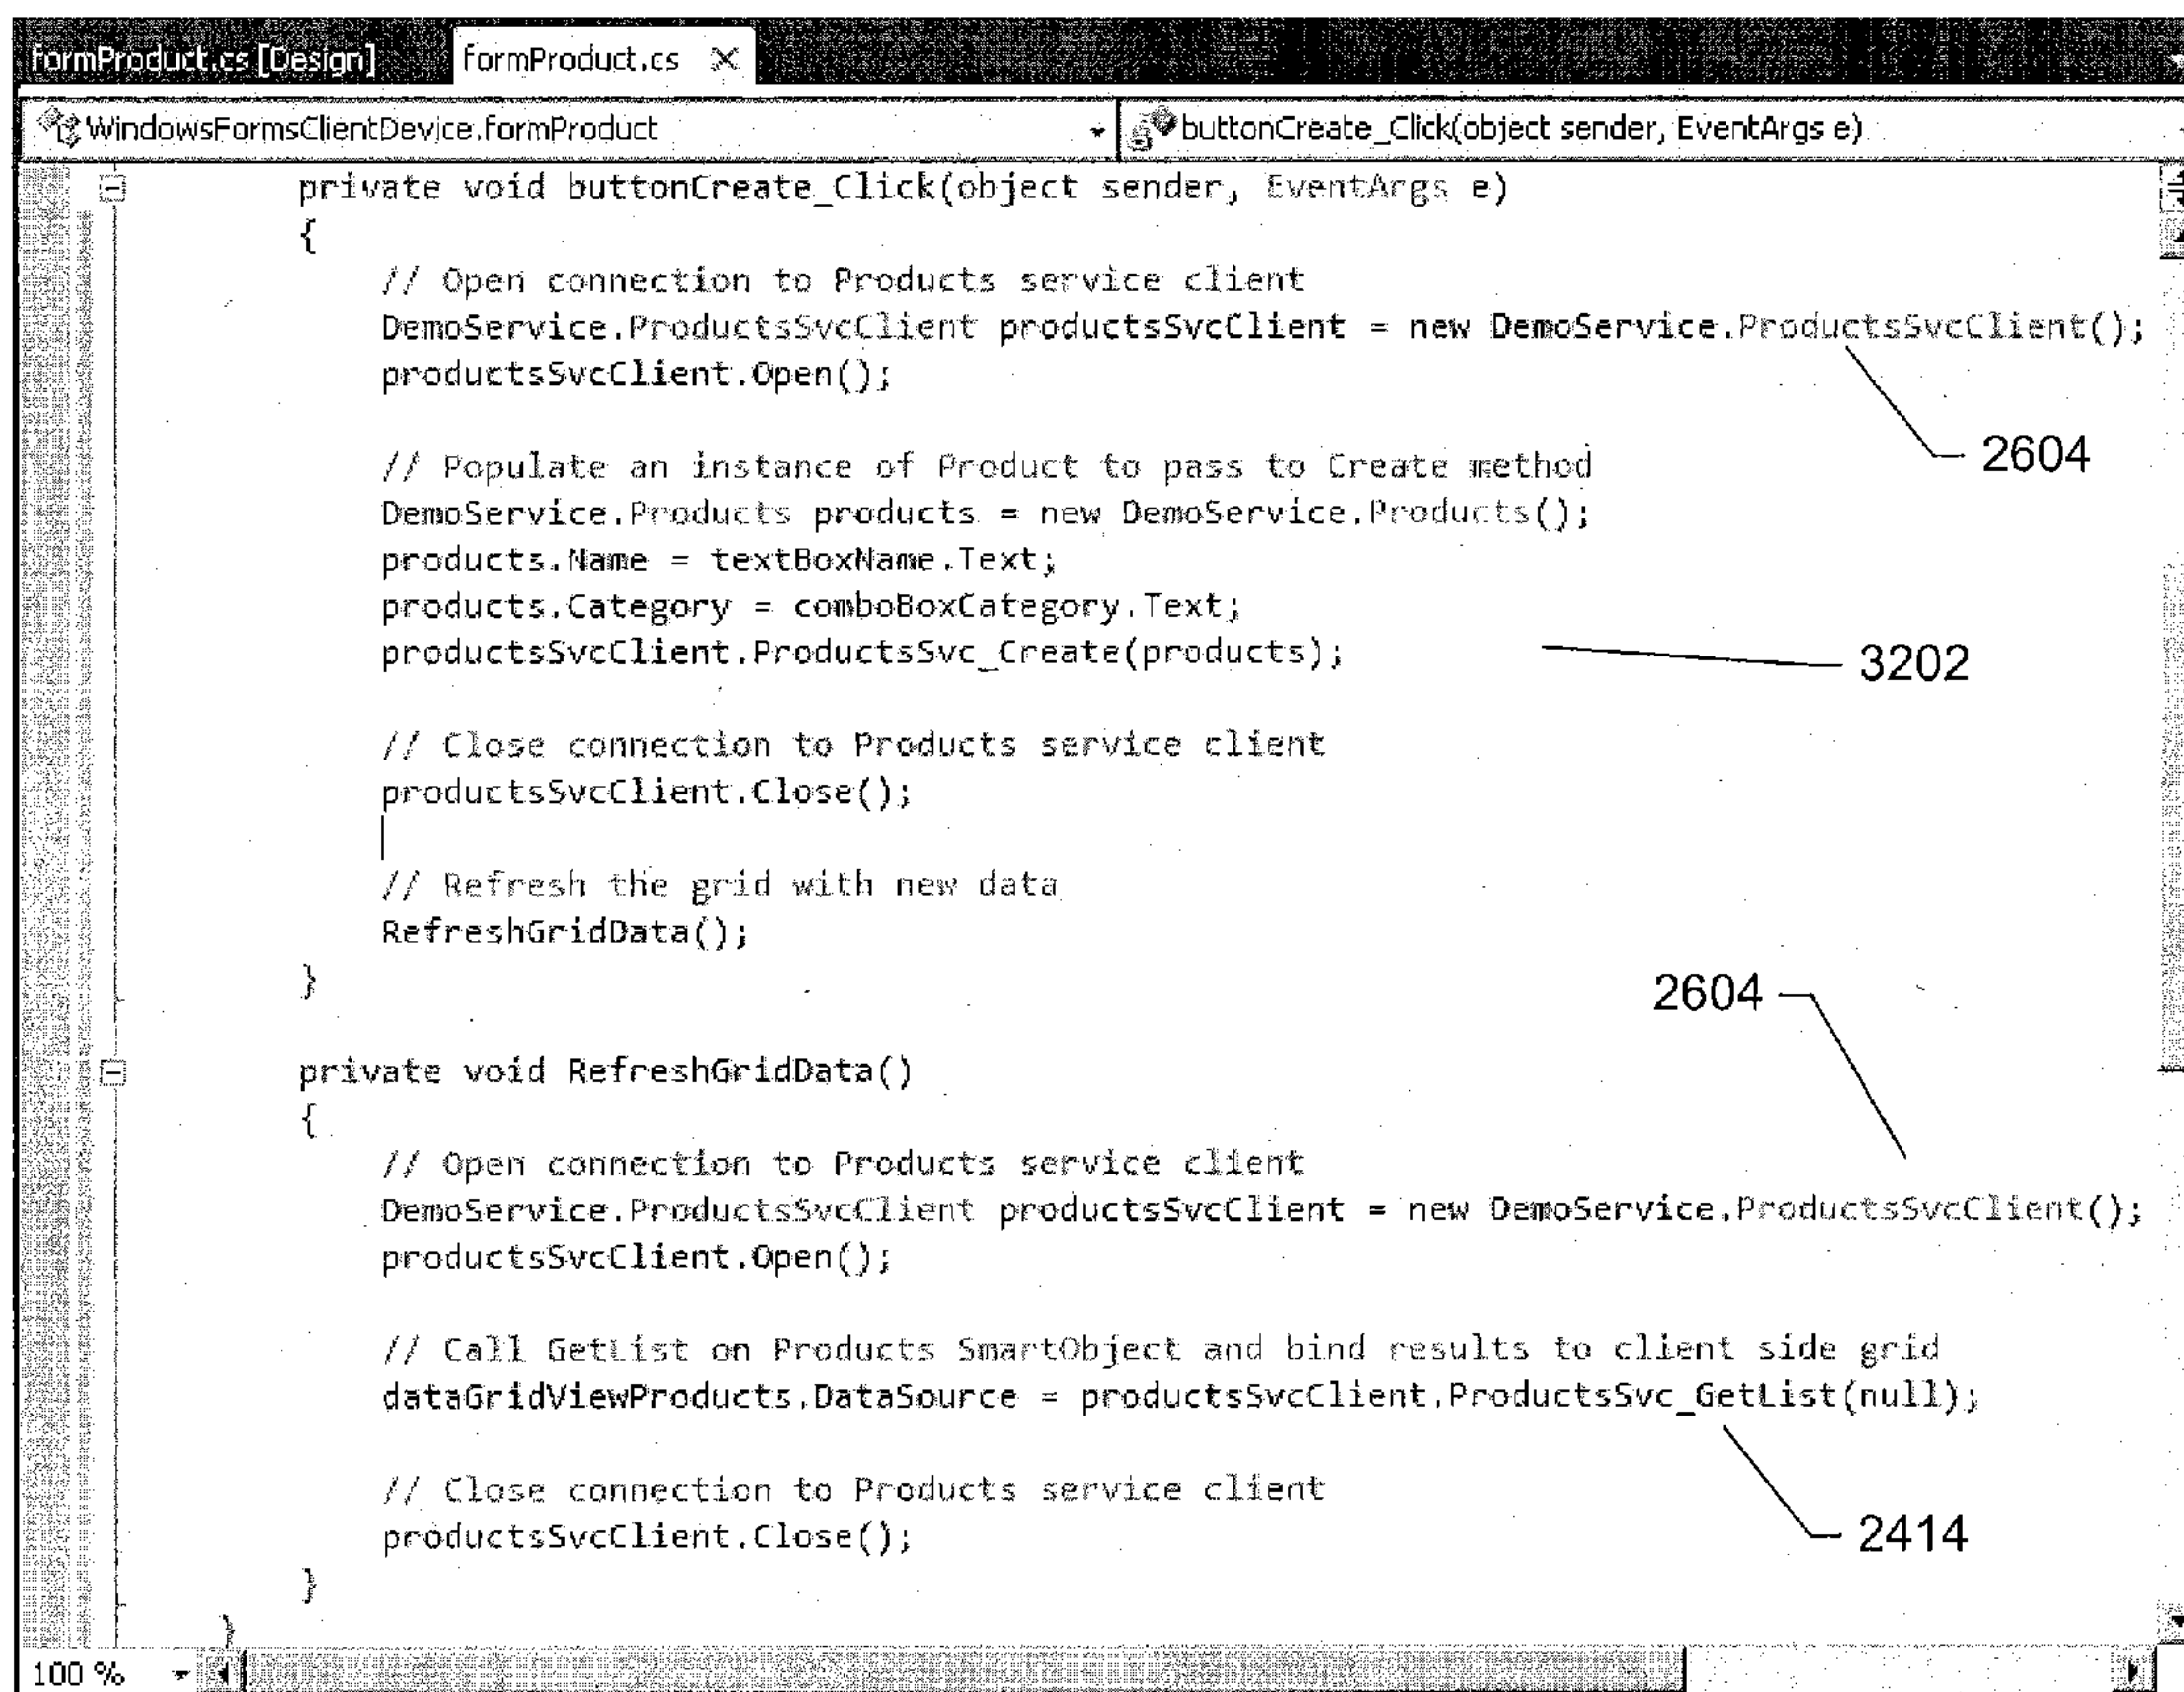 formProduct.cs [Design] formProduct.cs X
WindowsFormsClientDevice.formProduct buttonCreate_Click(object sender, EventArgs e)
private void buttonCreate_Click(object sender, EventArgs e)
{
// Open connection to Products service client
DemoService.ProductsSvcClient productsSvcClient = new DemoService.ProductsSvcClient();
productsSvcClient.Open();
2604
// Populate an instance of Product to pass to Create method
DemoService.Products products = new DemoService.Products();
products.Name = textBoxName.Text;
products.Category = comboBoxCategory.Text;
productsSvcClient.ProductsSvc_Create(products);
3202
// Close connection to Products service client
productsSvcClient.Close();
// Refresh the grid with new data
RefreshGridData();
}
2604
private void RefreshGridData()
{
// Open connection to Products service client
DemoService.ProductsSvcClient productsSvcClient = new DemoService.ProductsSvcClient();
productsSvcClient.Open();
// Call GetList on Products SmartObject and bind results to client side grid
dataGridViewProducts.DataSource = productsSvcClient.ProductsSvc_GetList(null);
// Close connection to Products service client
productsSvcClient.Close();
2414
}
}
100 %